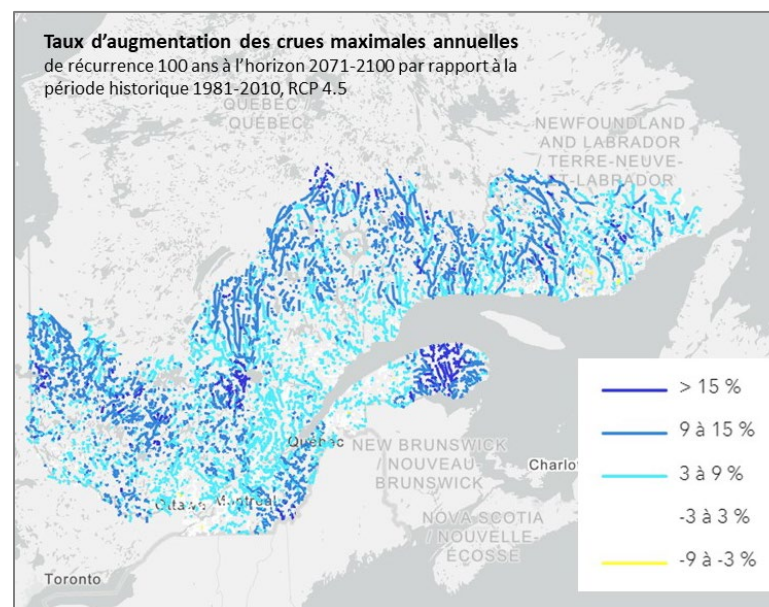 Taux d'augmentation des crues maximales annuelles
de récurrence 100 ans à l'horizon 2071-2100 par rapport à la
période historique 1981-2010, RCP 4.5
QUÉBEC /
QUÉBEC
NEWFOUNDLAND
AND LABRADOR
/ TERRE-NEUVE-
ET-LABRADOR
> 15 %
9 à 15 %
3 à 9 %
-3 à 3 %
-9 à -3 %
Québec
NEW BRUNSWICK
/ NOUVEAU-
BRUNSWICK
Charlot
Ottawa
Montréal
NOVA SCOTIA
/ NOUVELLE-
ÉCOSSE
Toronto